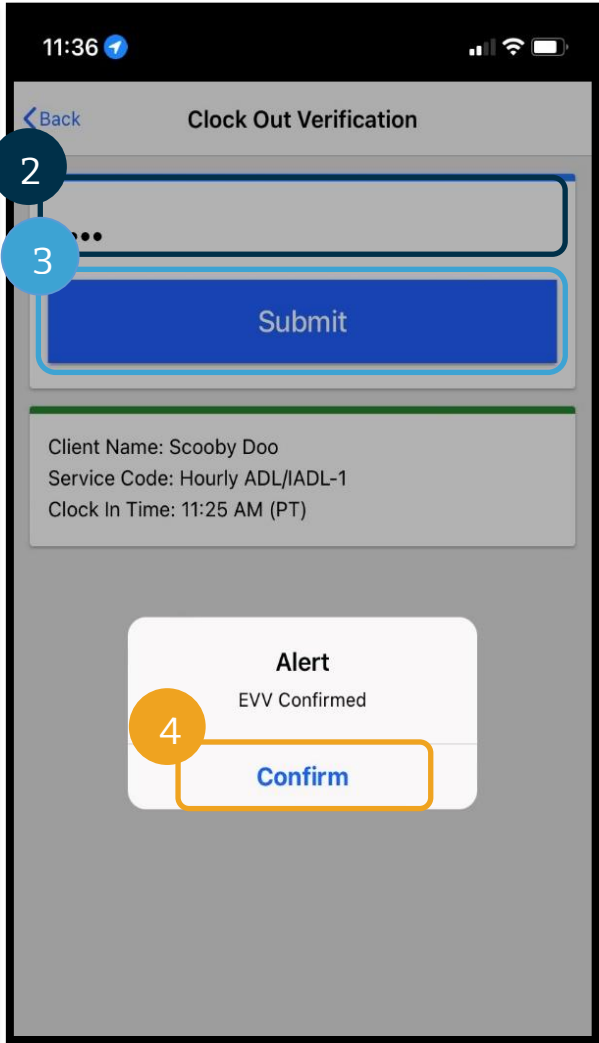 11:36
Back
Clock Out Verification
2
••••
3
Submit
Client Name: Scooby Doo
Service Code: Hourly ADL/IADL-1
Clock In Time: 11:25 AM (PT)
Alert
EVV Confirmed
4
Confirm